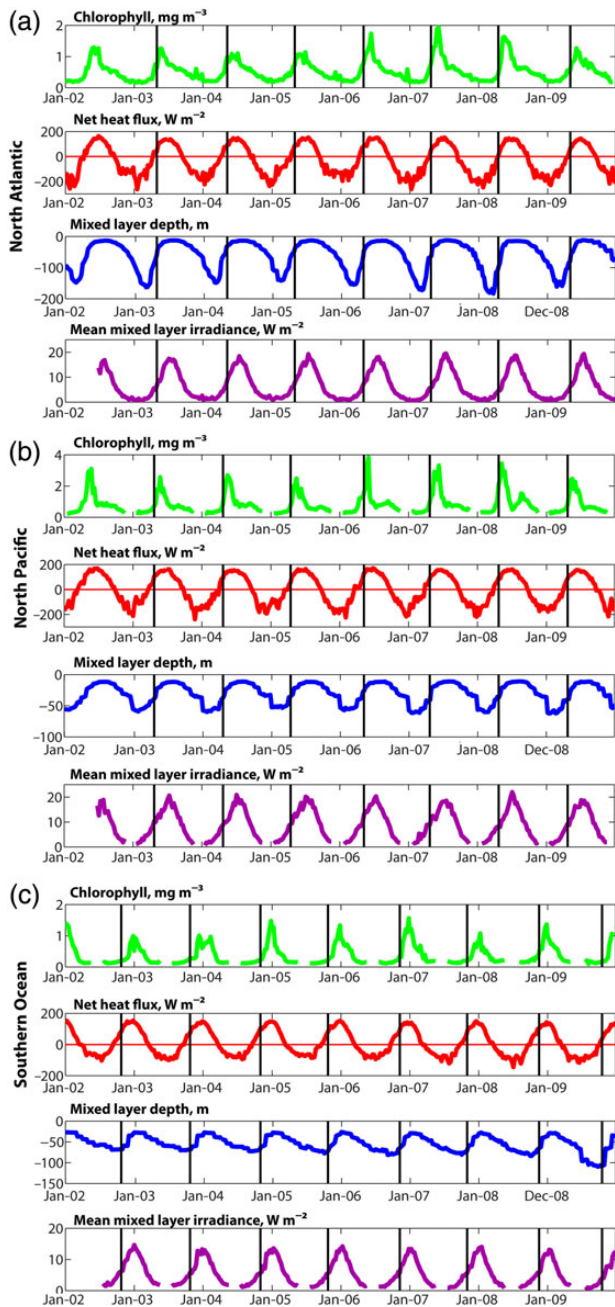 (a)
Chlorophyll, mg m⁻³
2
1
0
Jan-02 Jan-03 Jan-04 Jan-05 Jan-06 Jan-07 Jan-08 Jan-09
North Atlantic
Net heat flux, W m⁻²
200
0
−200
Jan-02 Jan-03 Jan-04 Jan-05 Jan-06 Jan-07 Jan-08 Jan-09
Mixed layer depth, m
0
−100
−200
Jan-02 Jan-03 Jan-04 Jan-05 Jan-06 Jan-07 Jan-08 Dec-08
Mean mixed layer irradiance, W m⁻²
20
10
0
Jan-02 Jan-03 Jan-04 Jan-05 Jan-06 Jan-07 Jan-08 Jan-09
(b)
Chlorophyll, mg m⁻³
4
2
0
Jan-02 Jan-03 Jan-04 Jan-05 Jan-06 Jan-07 Jan-08 Jan-09
North Pacific
Net heat flux, W m⁻²
200
0
−200
Jan-02 Jan-03 Jan-04 Jan-05 Jan-06 Jan-07 Jan-08 Jan-09
Mixed layer depth, m
0
−50
−100
Jan-02 Jan-03 Jan-04 Jan-05 Jan-06 Jan-07 Jan-08 Dec-08
Mean mixed layer irradiance, W m⁻²
20
10
0
Jan-02 Jan-03 Jan-04 Jan-05 Jan-06 Jan-07 Jan-08 Jan-09
(c)
Chlorophyll, mg m⁻³
2
1
0
Jan-02 Jan-03 Jan-04 Jan-05 Jan-06 Jan-07 Jan-08 Jan-09
Southern Ocean
Net heat flux, W m⁻²
200
0
200
Jan-02 Jan-03 Jan-04 Jan-05 Jan-06 Jan-07 Jan-08 Jan-09
Mixed layer depth, m
0
−50
−100
−150
Jan-02 Jan-03 Jan-04 Jan-05 Jan-06 Jan-07 Jan-08 Dec-08
Mean mixed layer irradiance, W m⁻²
20
10
0
Jan-02 Jan-03 Jan-04 Jan-05 Jan-06 Jan-07 Jan-08 Jan-09